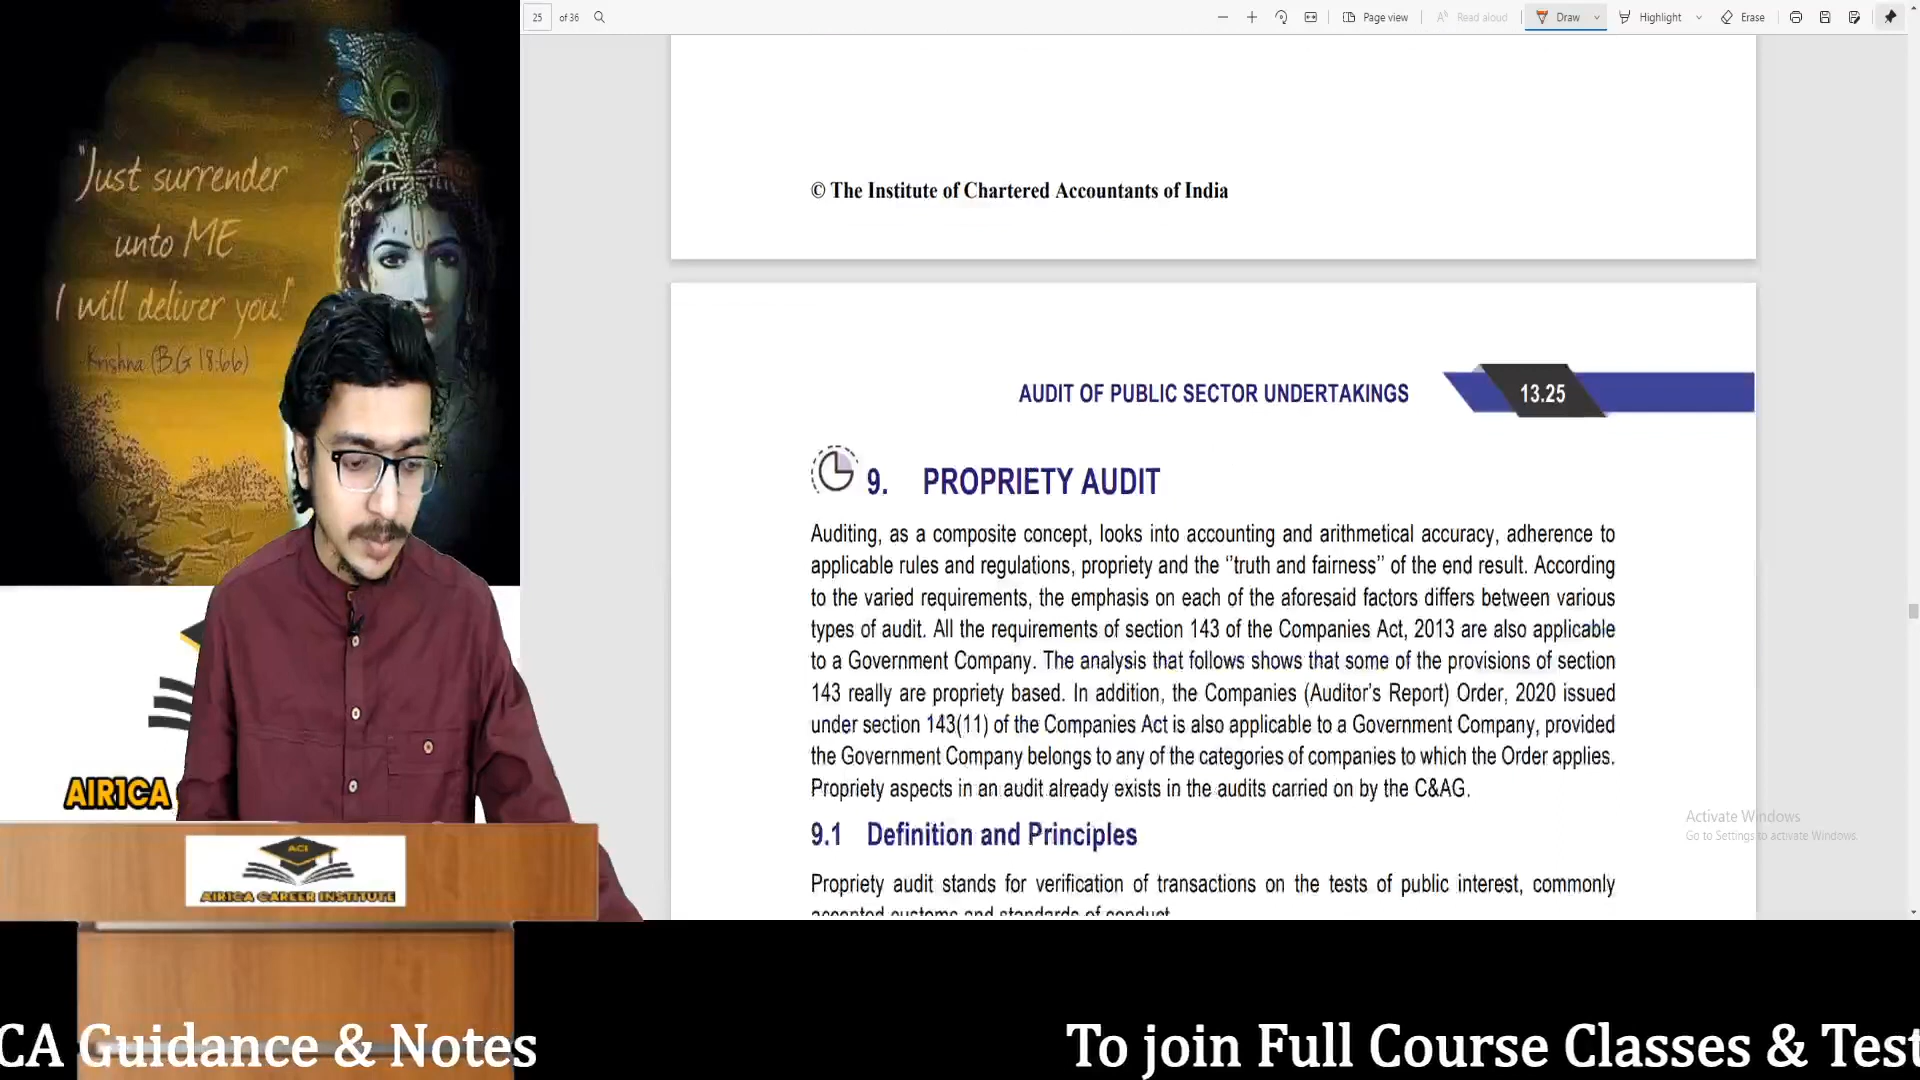 25 of 36
Page view
Read aloud
Draw
Highlight
Erase
"Just surrender
unto ME
I will deliver you!"
Krishna (B.G 18:66)
© The Institute of Chartered Accountants of India
AUDIT OF PUBLIC SECTOR UNDERTAKINGS 13.25
9. PROPRIETY AUDIT
Auditing, as a composite concept, looks into accounting and arithmetical accuracy, adherence to
applicable rules and regulations, propriety and the ‘'truth and fairness’' of the end result. According
to the varied requirements, the emphasis on each of the aforesaid factors differs between various
types of audit. All the requirements of section 143 of the Companies Act, 2013 are also applicable
to a Government Company. The analysis that follows shows that some of the provisions of section
143 really are propriety based. In addition, the Companies (Auditor’s Report) Order, 2020 issued
under section 143(11) of the Companies Act is also applicable to a Government Company, provided
the Government Company belongs to any of the categories of companies to which the Order applies.
Propriety aspects in an audit already exists in the audits carried on by the C&AG.
9.1 Definition and Principles
Propriety audit stands for verification of transactions on the tests of public interest, commonly
accepted customs and standards of conduct.
Activate Windows
Go to Settings to activate Windows.
AIR1CA
ACI
AIR1CA CAREER INSTITUTE
CA Guidance & Notes
To join Full Course Classes & Test